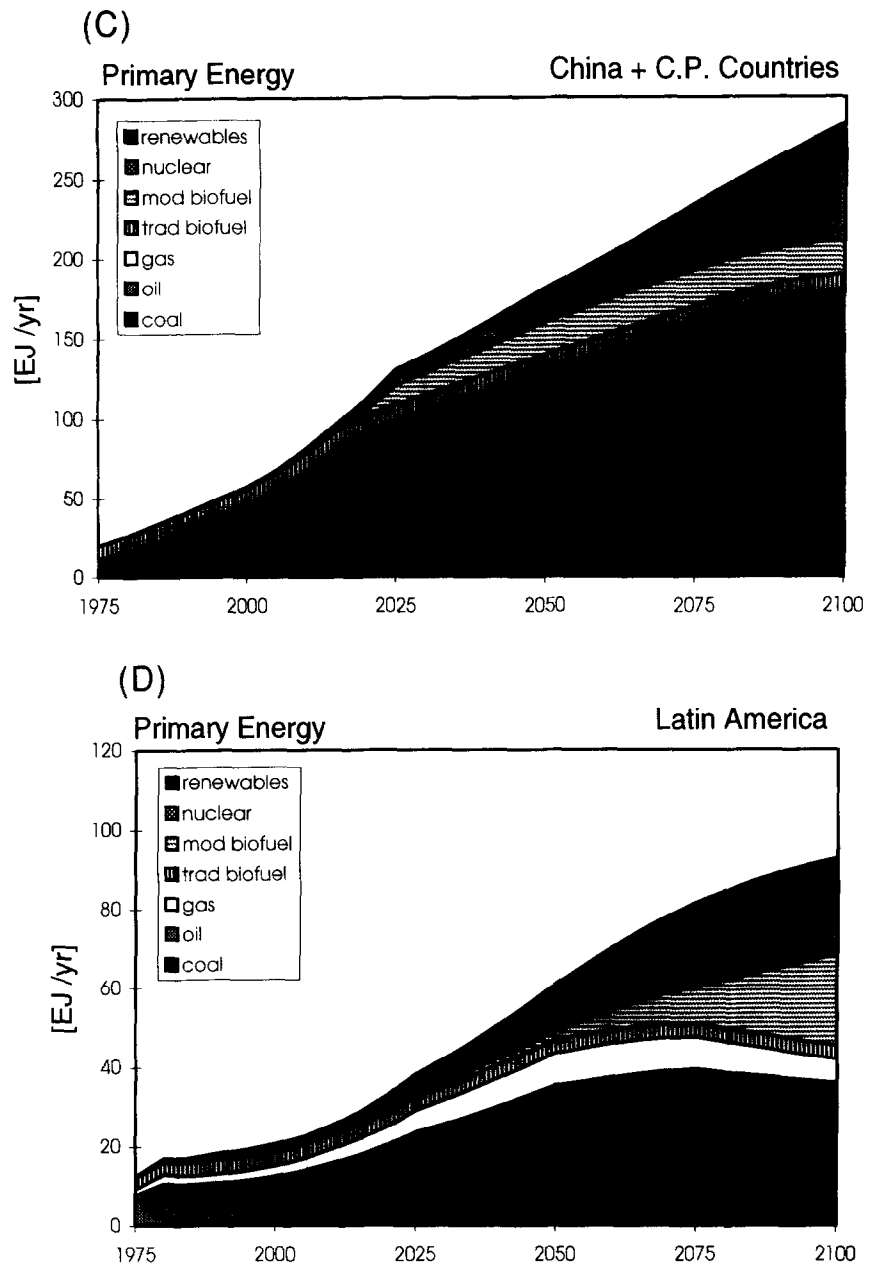 (C)
Primary Energy China + C.P. Countries
300
250
200
150
100
50
0
[EJ /yr]
renewables
nuclear
mod biofuel
trad biofuel
gas
oil
coal
1975 2000 2025 2050 2075 2100
(D)
Primary Energy Latin America
120
100
80
60
40
20
0
[EJ /yr]
renewables
nuclear
mod biofuel
trad biofuel
gas
oil
coal
1975 2000 2025 2050 2075 2100